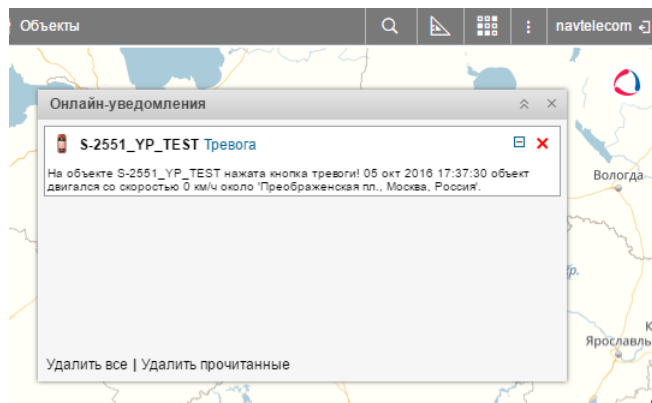 Объекты
navtelecom
Онлайн-уведомления
S-2551_YP_TEST Тревога
На объекте S-2551_YP_TEST нажата кнопка тревоги! 05 окт 2016 17:37:30 объект
двигался со скоростью 0 км/ч около 'Преображенская пл., Москва, Россия'.
Вологда
Ярославль
Удалить все | Удалить прочитанные